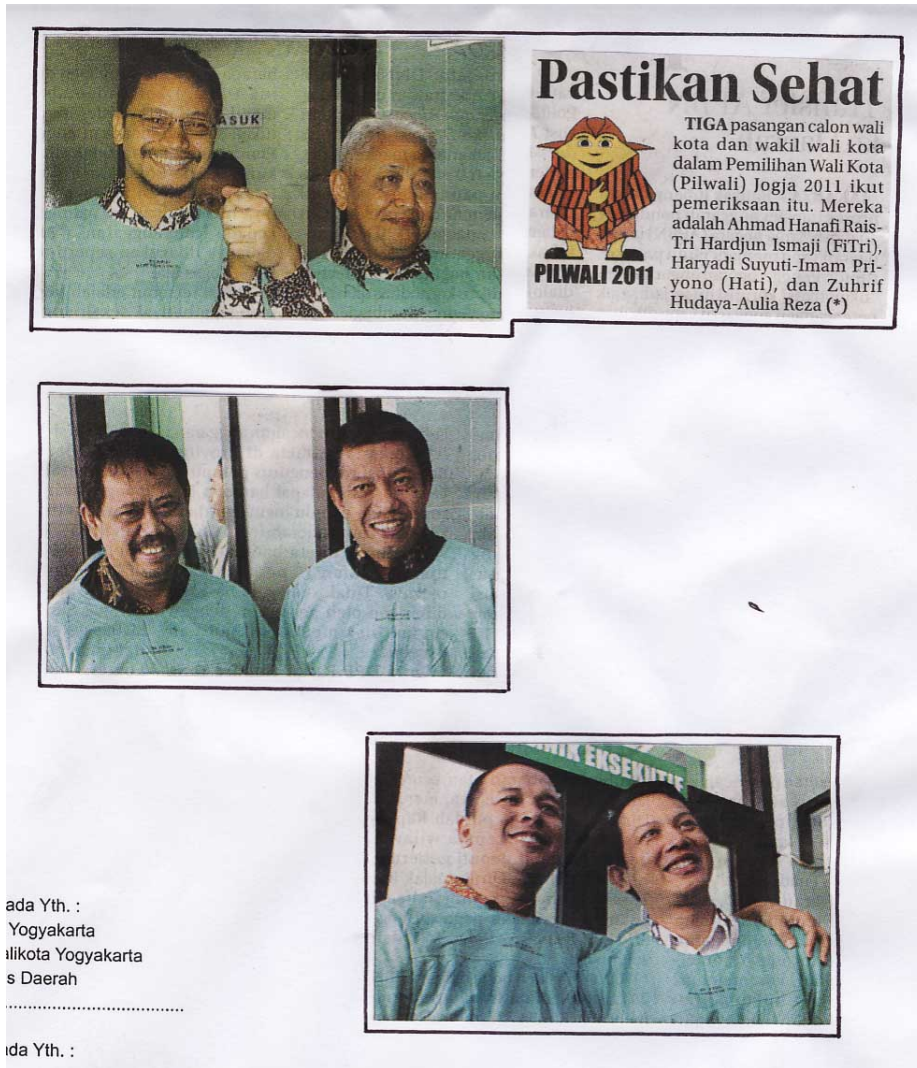 ASUK
Pastikan Sehat
TIGA pasangan calon wali
kota dan wakil wali kota
dalam Pemilihan Wali Kota
(Pilwali) Jogja 2011 ikut
pemeriksaan itu. Mereka
adalah Ahmad Hanafi Rais-
Tri Hardjun Ismaji (FiTri),
Haryadi Suyuti-Imam Pri-
yono (Hati), dan Zuhrif
Hudaya-Aulia Reza (*)
PILWALI 2011
NIK EKSEKUTIF
ada Yth. :
Yogyakarta
alikota Yogyakarta
s Daerah
................................
ada Yth. :